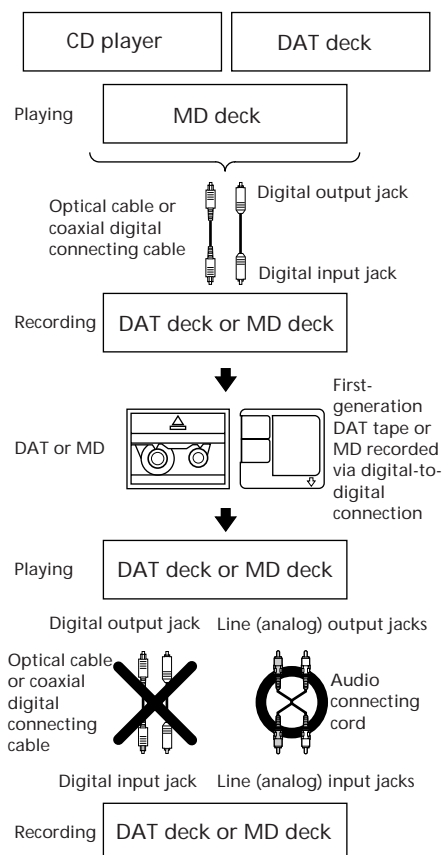 CD player
DAT deck
Playing
MD deck
Optical cable or
coaxial digital
connecting cable
Digital output jack
Digital input jack
Recording
DAT deck or MD deck
DAT or MD
First-
generation
DAT tape or
MD recorded
via digital-to-
digital
connection
Playing
DAT deck or MD deck
Digital output jack
Line (analog) output jacks
Optical cable
or coaxial
digital
connecting
cable
Audio
connecting
cord
Digital input jack
Line (analog) input jacks
Recording
DAT deck or MD deck